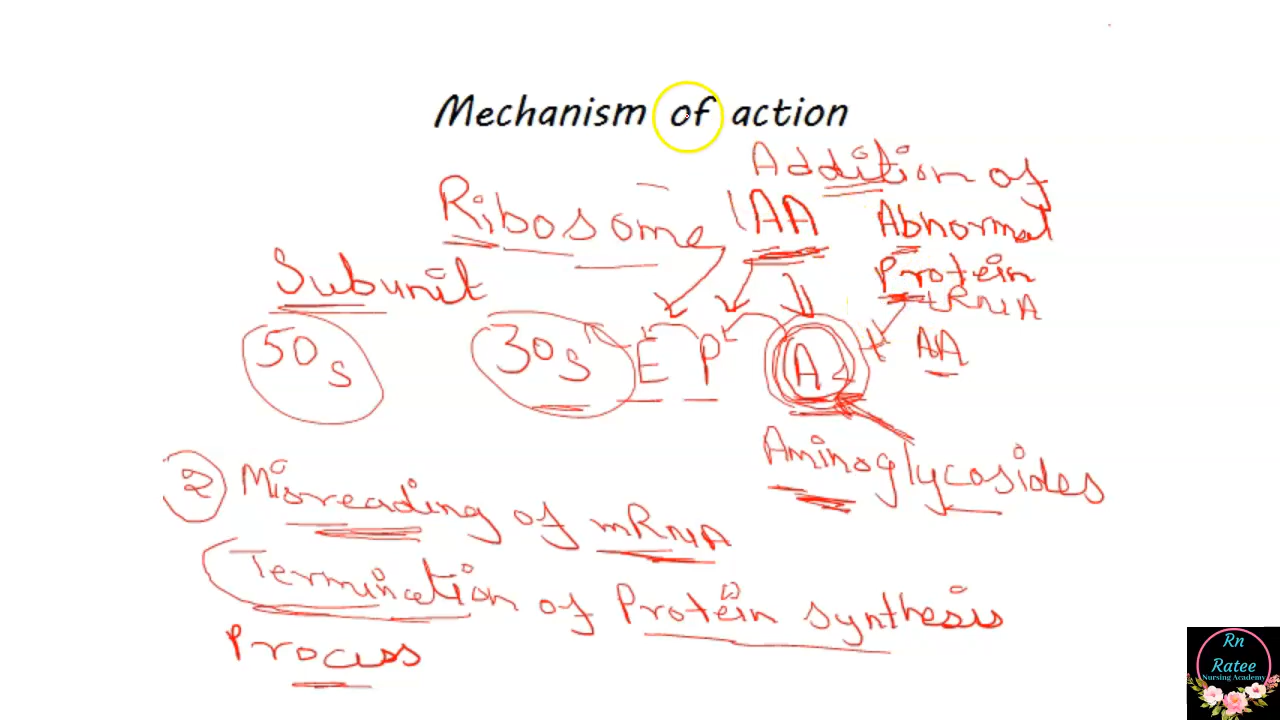 Mechanism of action
Addition of
Ribosome
AA
Abnormal
Subunit
Protein
tRNA
50s
30s
E
P
A
AA
Aminoglycosides
2 Misreading of mRNA
Termination of Protein synthesis
Process
Rn
Ratee
Nursing Academy